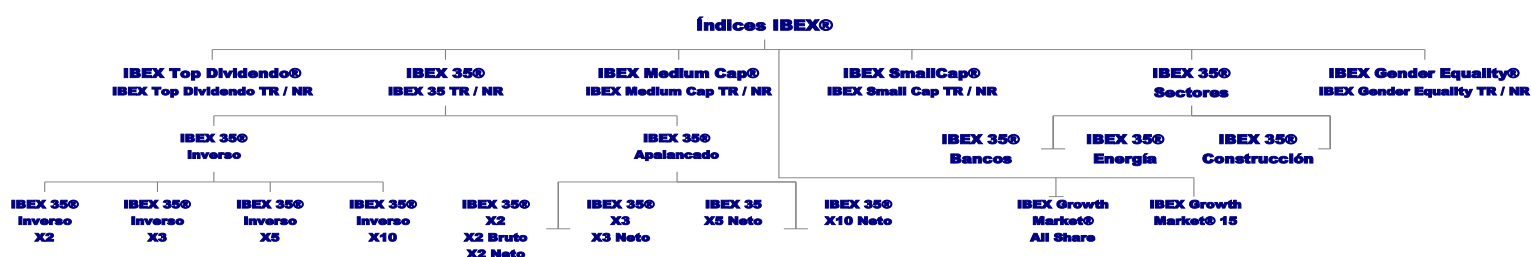 Índices IBEX®
IBEX Top Dividendo®
IBEX Top Dividendo TR / NR
IBEX 35®
IBEX 35 TR / NR
IBEX Medium Cap®
IBEX Medium Cap TR / NR
IBEX SmallCap®
IBEX Small Cap TR / NR
IBEX 35®
Sectores
IBEX Gender Equality®
IBEX Gender Equality TR / NR
IBEX 35®
Inverso
IBEX 35®
Apalancado
IBEX 35®
Bancos
IBEX 35®
Energía
IBEX 35®
Construcción
IBEX 35®
Inverso
X2
IBEX 35®
Inverso
X3
IBEX 35®
Inverso
X5
IBEX 35®
Inverso
X10
IBEX 35®
X2
X2 Bruto
X2 Neto
IBEX 35®
X3
X3 Neto
IBEX 35
X5 Neto
IBEX 35®
X10 Neto
IBEX Growth
Market®
All Share
IBEX Growth
Market® 15